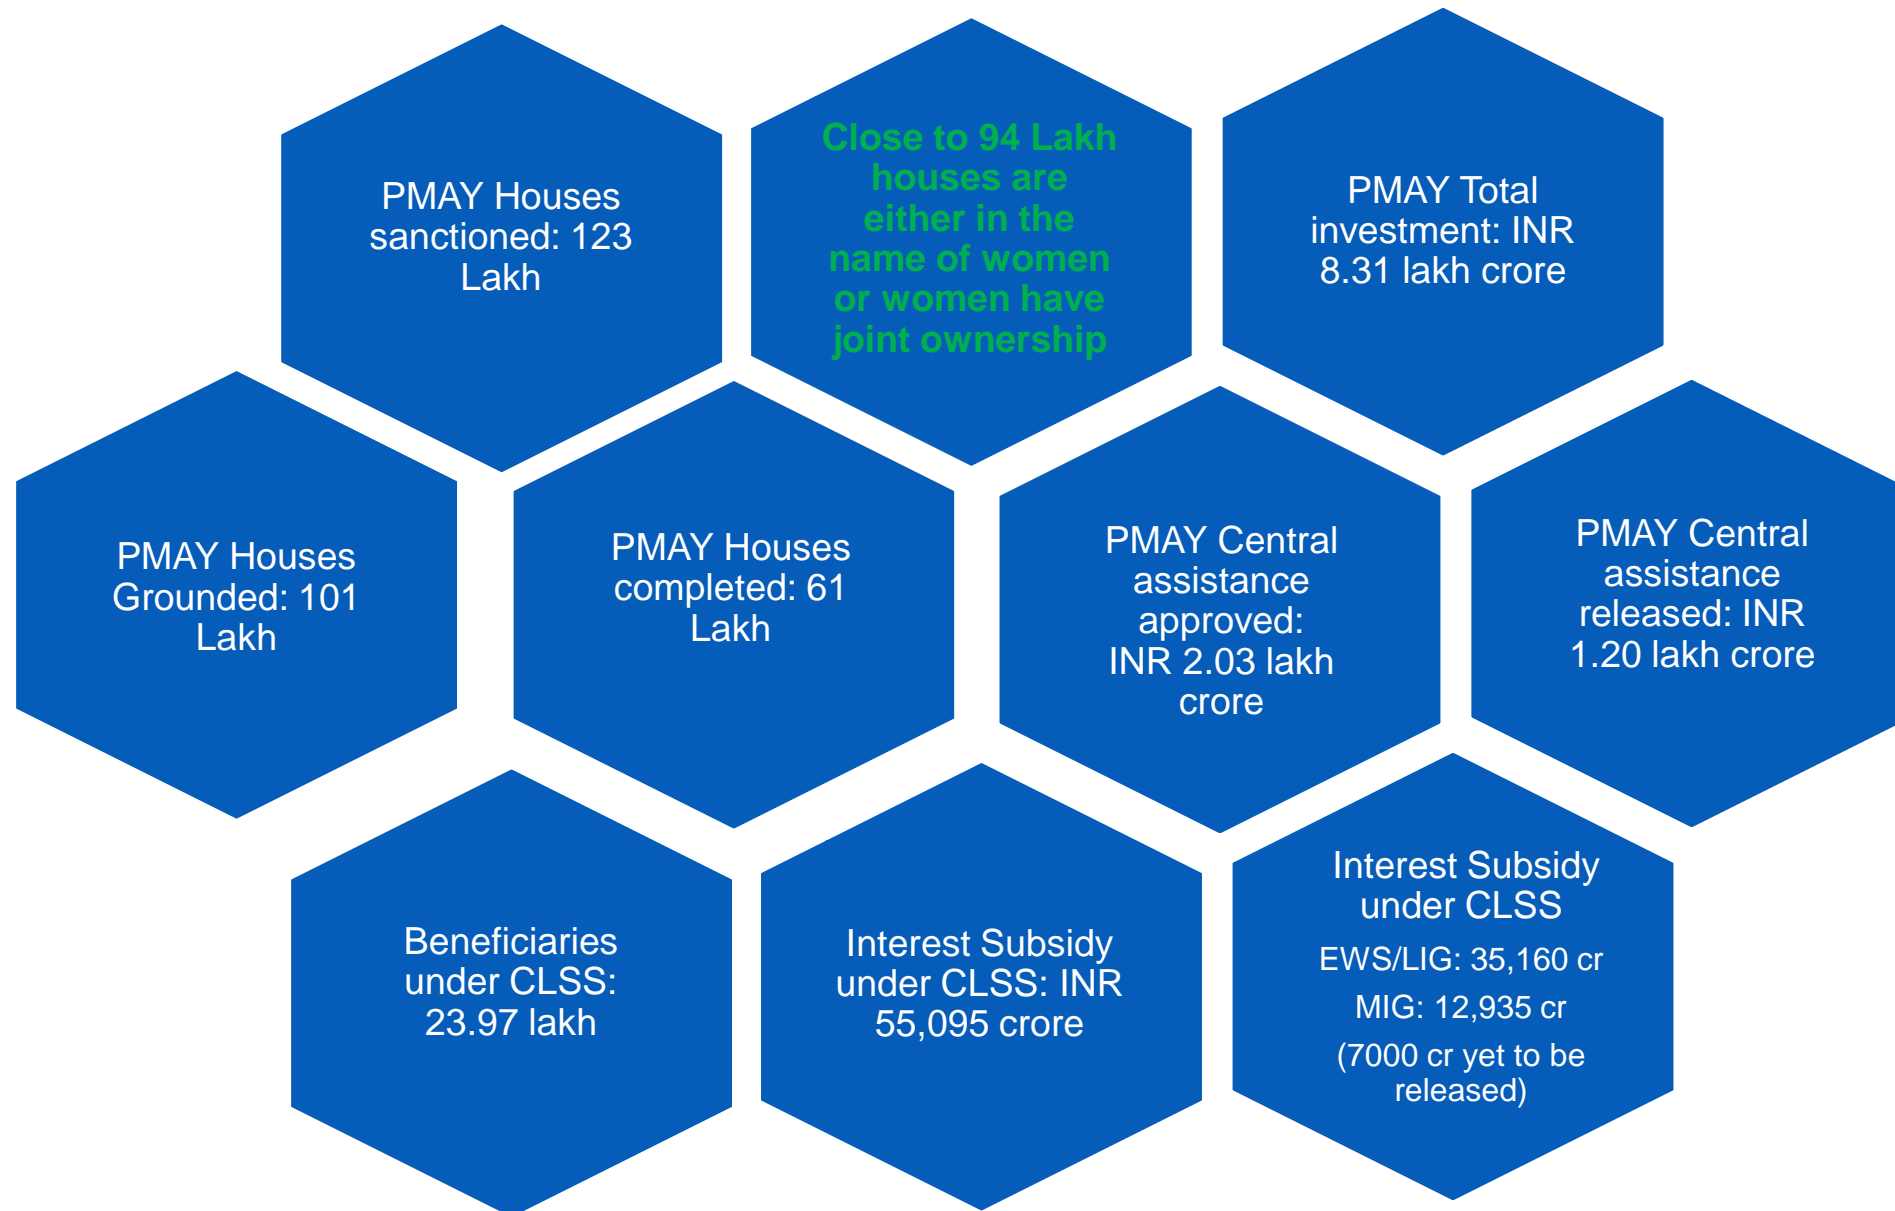 PMAY Houses
sanctioned: 123
Lakh
Close to 94 Lakh
houses are
either in the
name of women
or women have
joint ownership
PMAY Total
investment: INR
8.31 lakh crore
PMAY Houses
Grounded: 101
Lakh
PMAY Houses
completed: 61
Lakh
PMAY Central
assistance
approved:
INR 2.03 lakh
crore
PMAY Central
assistance
released: INR
1.20 lakh crore
Beneficiaries
under CLSS:
23.97 lakh
Interest Subsidy
under CLSS: INR
55,095 crore
Interest Subsidy
under CLSS
EWS/LIG: 35,160 cr
MIG: 12,935 cr
(7000 cr yet to be
released)